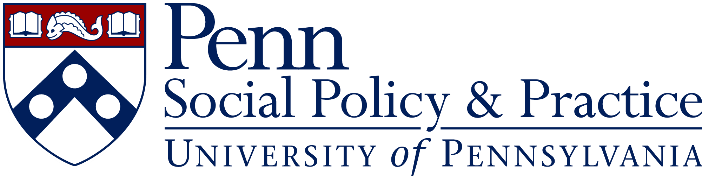 Penn
Social Policy & Practice
University of Pennsylvania